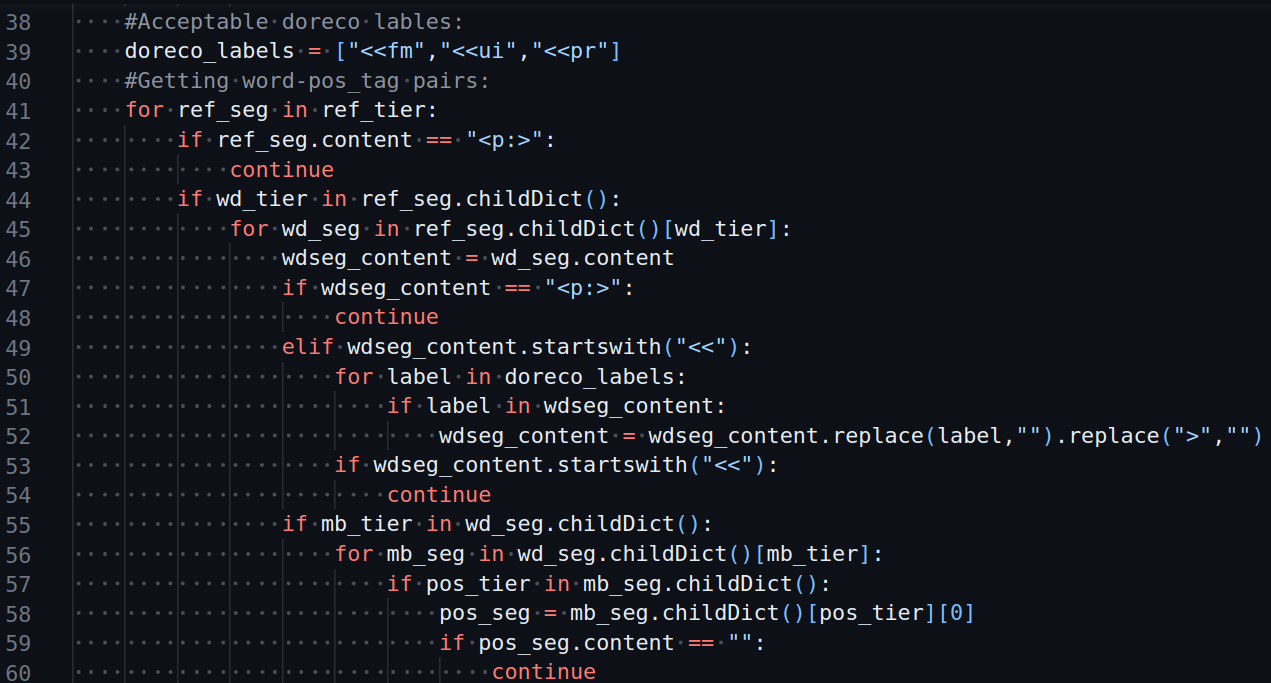 38 #Acceptable doreco lables:
39 doreco_labels = ["<<fm","<<ui","<<pr"]
40 #Getting word-pos_tag pairs:
41 for ref_seg in ref_tier:
42 if ref_seg.content == "<p:>":
43 continue
44 if wd_tier in ref_seg.childDict():
45 for wd_seg in ref_seg.childDict()[wd_tier]:
46 wdseg_content = wd_seg.content
47 if wdseg_content == "<p:>":
48 continue
49 elif wdseg_content.startswith("<<"):
50 for label in doreco_labels:
51 if label in wdseg_content:
52 wdseg_content = wdseg_content.replace(label,"").replace(">","")
53 if wdseg_content.startswith("<<"):
54 continue
55 if mb_tier in wd_seg.childDict():
56 for mb_seg in wd_seg.childDict()[mb_tier]:
57 if pos_tier in mb_seg.childDict():
58 pos_seg = mb_seg.childDict()[pos_tier][0]
59 if pos_seg.content == "":
60 continue